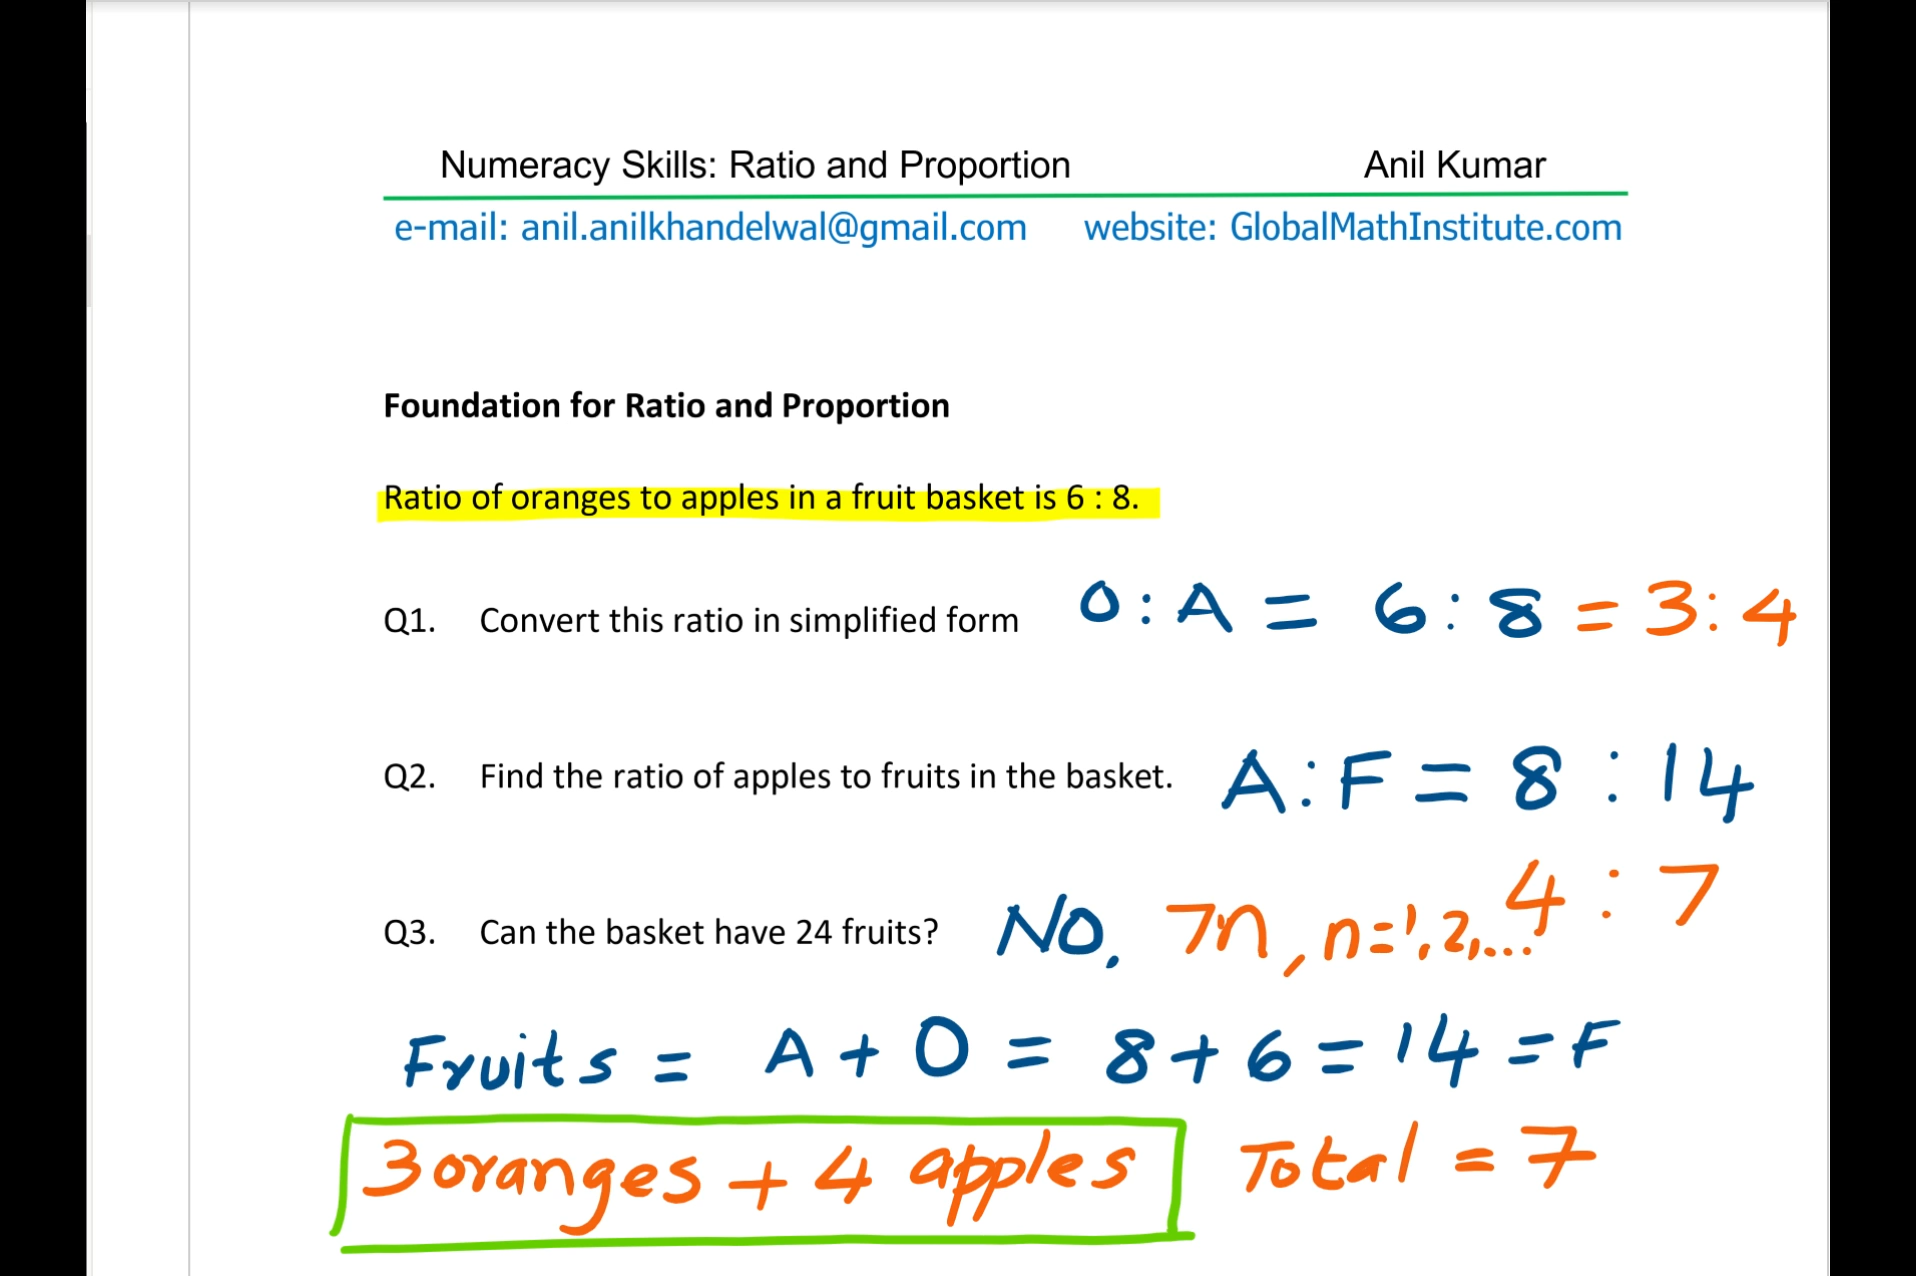 Numeracy Skills: Ratio and Proportion Anil Kumar
e-mail: anil.anilkhandelwal@gmail.com website: GlobalMathInstitute.com
Foundation for Ratio and Proportion
Ratio of oranges to apples in a fruit basket is 6 : 8.
Q1. Convert this ratio in simplified form O : A = 6 : 8 = 3 : 4
Q2. Find the ratio of apples to fruits in the basket. A : F = 8 : 14
4 : 7
Q3. Can the basket have 24 fruits? No, 7n, n=1,2,...
Fruits = A + O = 8 + 6 = 14 = F
3 oranges + 4 apples Total = 7